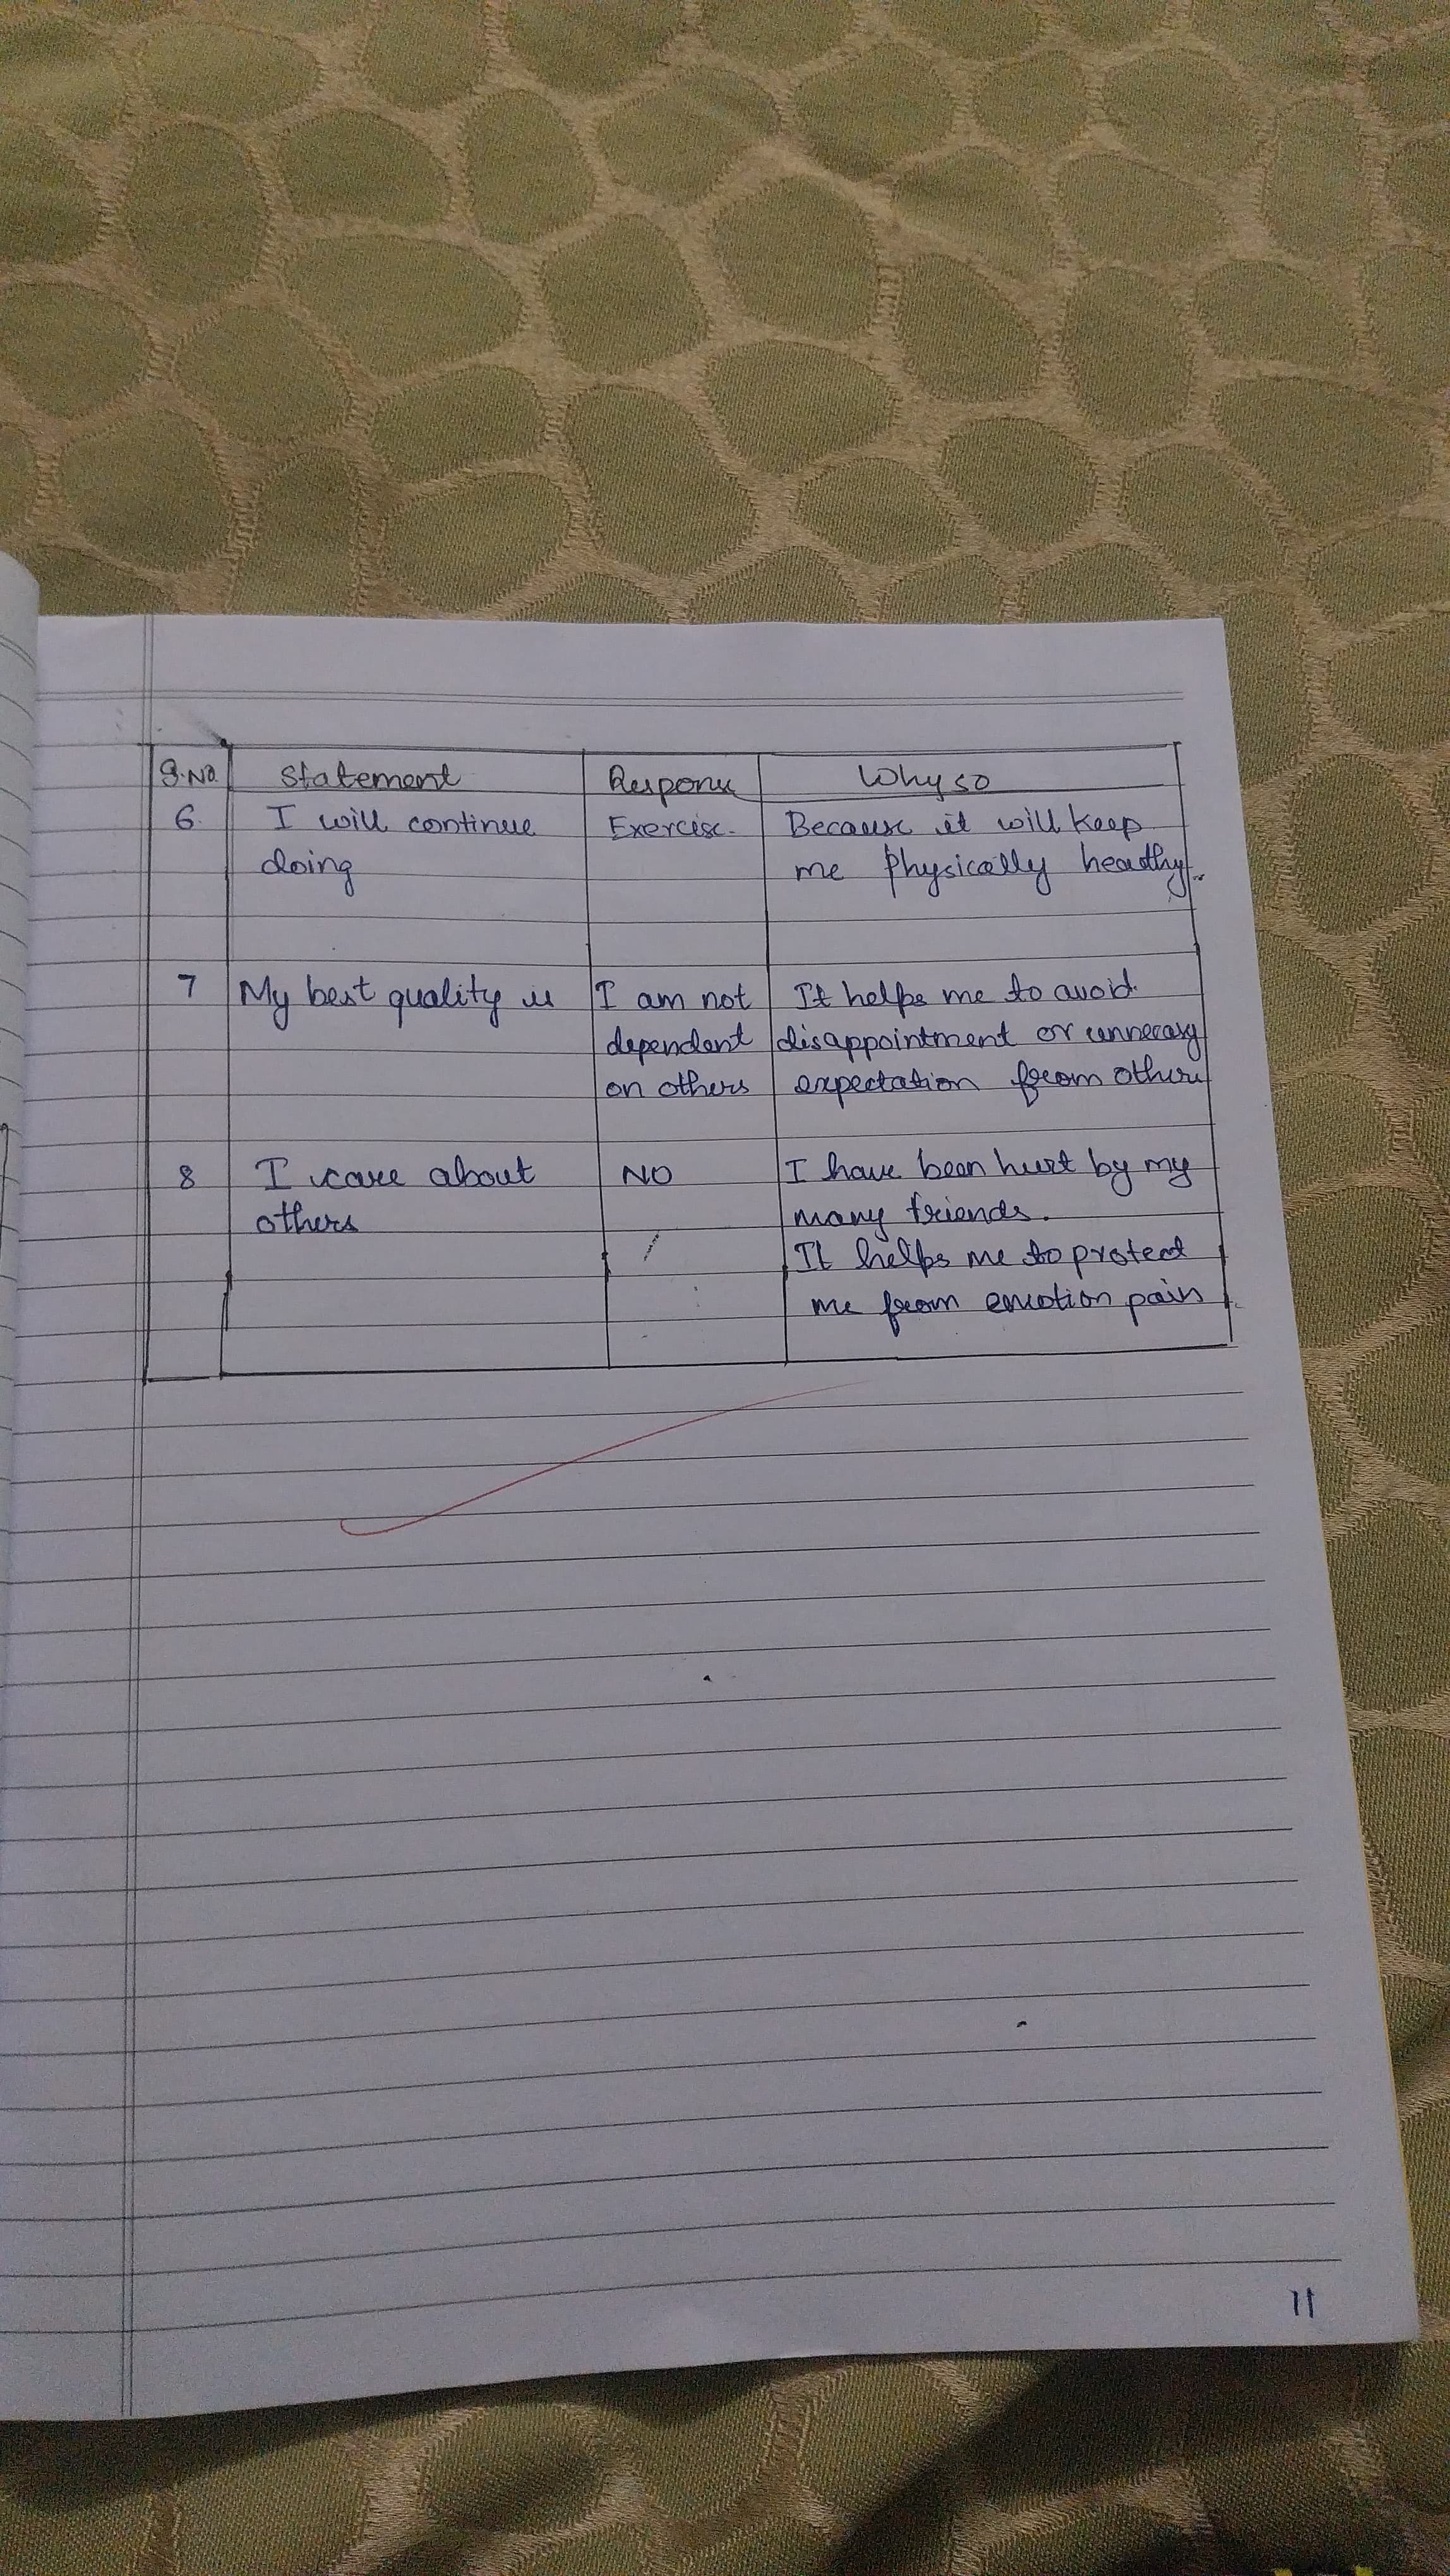 S.No. Statement Response Why so
6. I will continue Exercise. Because it will keep
doing me physically healthy.
7 My best quality is I am not It helps me to avoid
dependent disappointment or unnecary
on others expectation from others
8 I care about NO I have been hurt by my
others many friends.
It helps me to protect
me from emotion pain
11